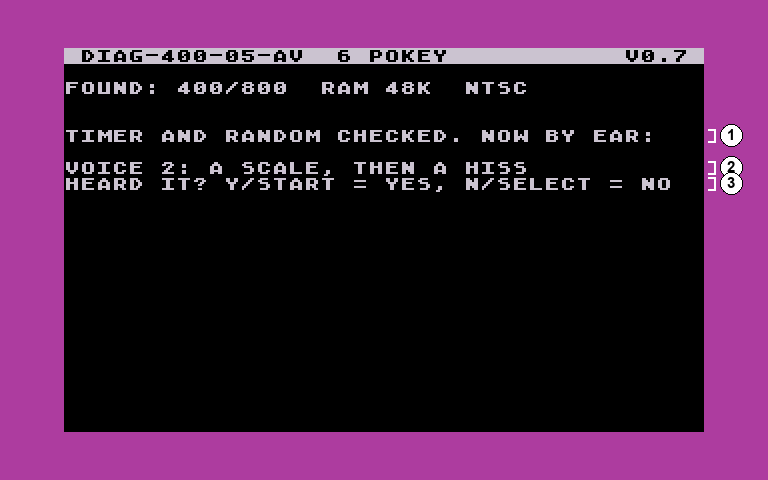 DIAG-400-05-AV  6 POKEY  V0.7
FOUND: 400/800  RAM 48K  NTSC
TIMER AND RANDOM CHECKED. NOW BY EAR: 1
VOICE 2: A SCALE, THEN A HISS 2
HEARD IT? Y/START = YES, N/SELECT = NO 3